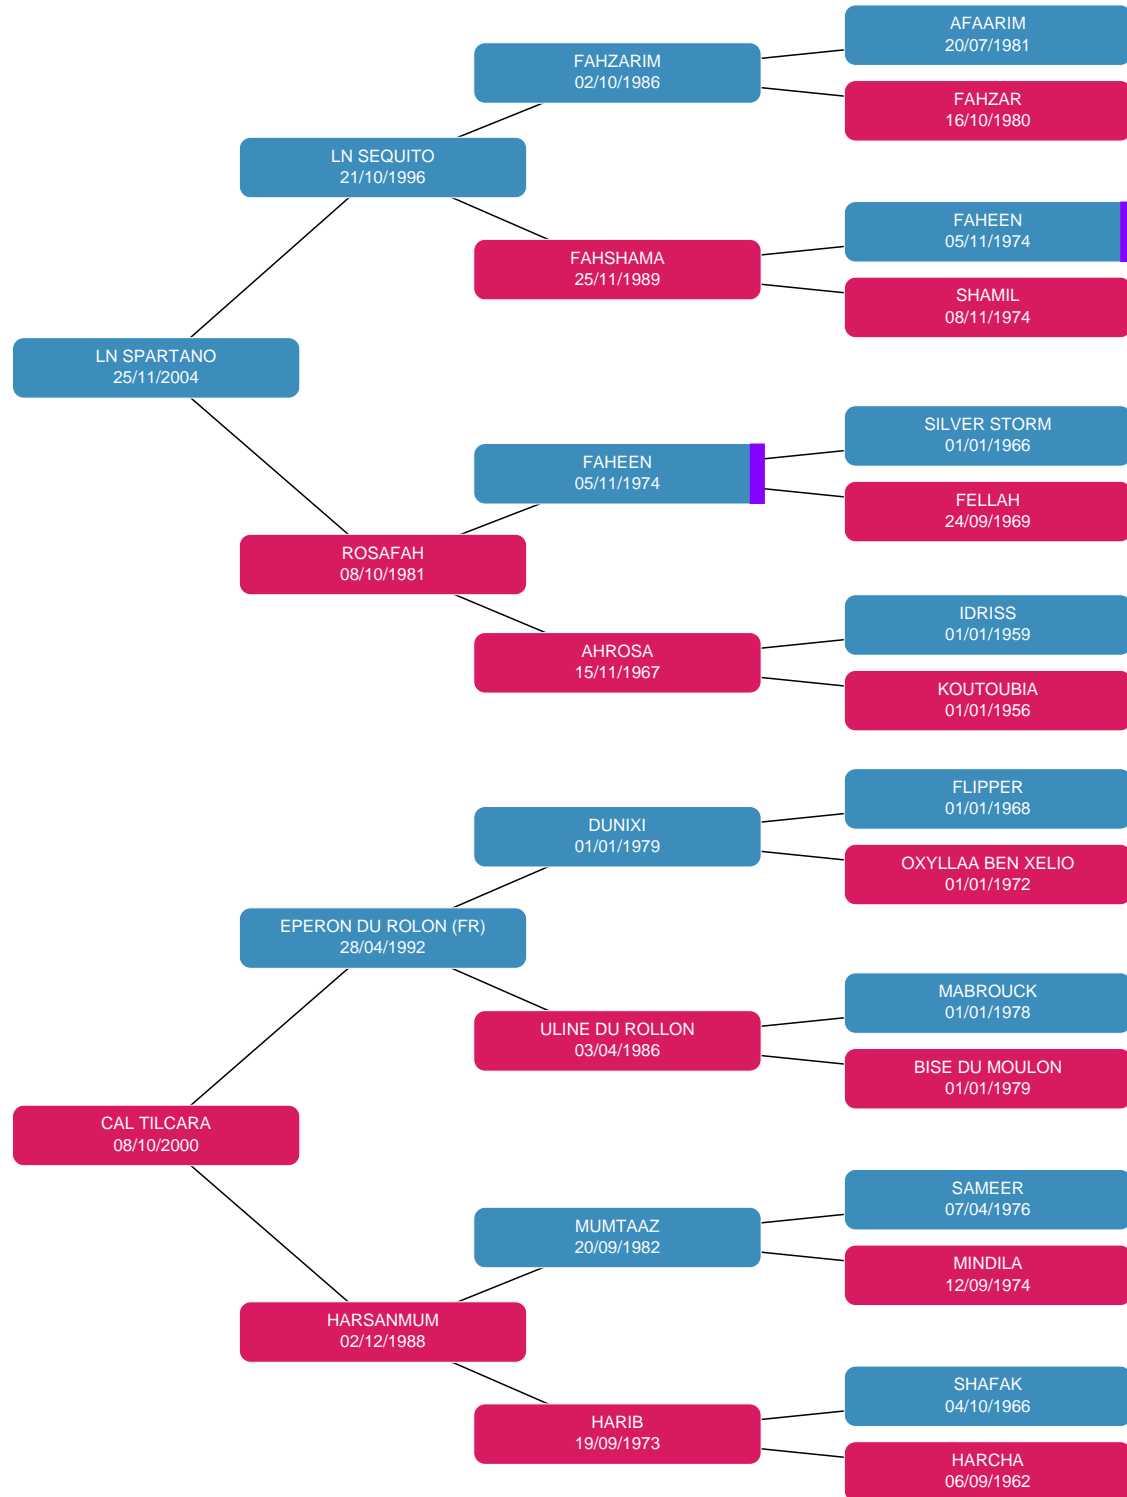 AFAARIM
20/07/1981
FAHZARIM
02/10/1986
FAHZAR
16/10/1980
LN SEQUITO
21/10/1996
FAHEEN
05/11/1974
FAHSHAMA
25/11/1989
SHAMIL
08/11/1974
LN SPARTANO
25/11/2004
SILVER STORM
01/01/1966
FAHEEN
05/11/1974
FELLAH
24/09/1969
ROSAFAH
08/10/1981
IDRISS
01/01/1959
AHROSA
15/11/1967
KOUTOUBIA
01/01/1956
FLIPPER
01/01/1968
DUNIXI
01/01/1979
OXYLLAA BEN XELIO
01/01/1972
EPERON DU ROLON (FR)
28/04/1992
MABROUCK
01/01/1978
ULINE DU ROLLON
03/04/1986
BISE DU MOULON
01/01/1979
CAL TILCARA
08/10/2000
SAMEER
07/04/1976
MUMTAAZ
20/09/1982
MINDILA
12/09/1974
HARSANMUM
02/12/1988
SHAFAK
04/10/1966
HARIB
19/09/1973
HARCHA
06/09/1962